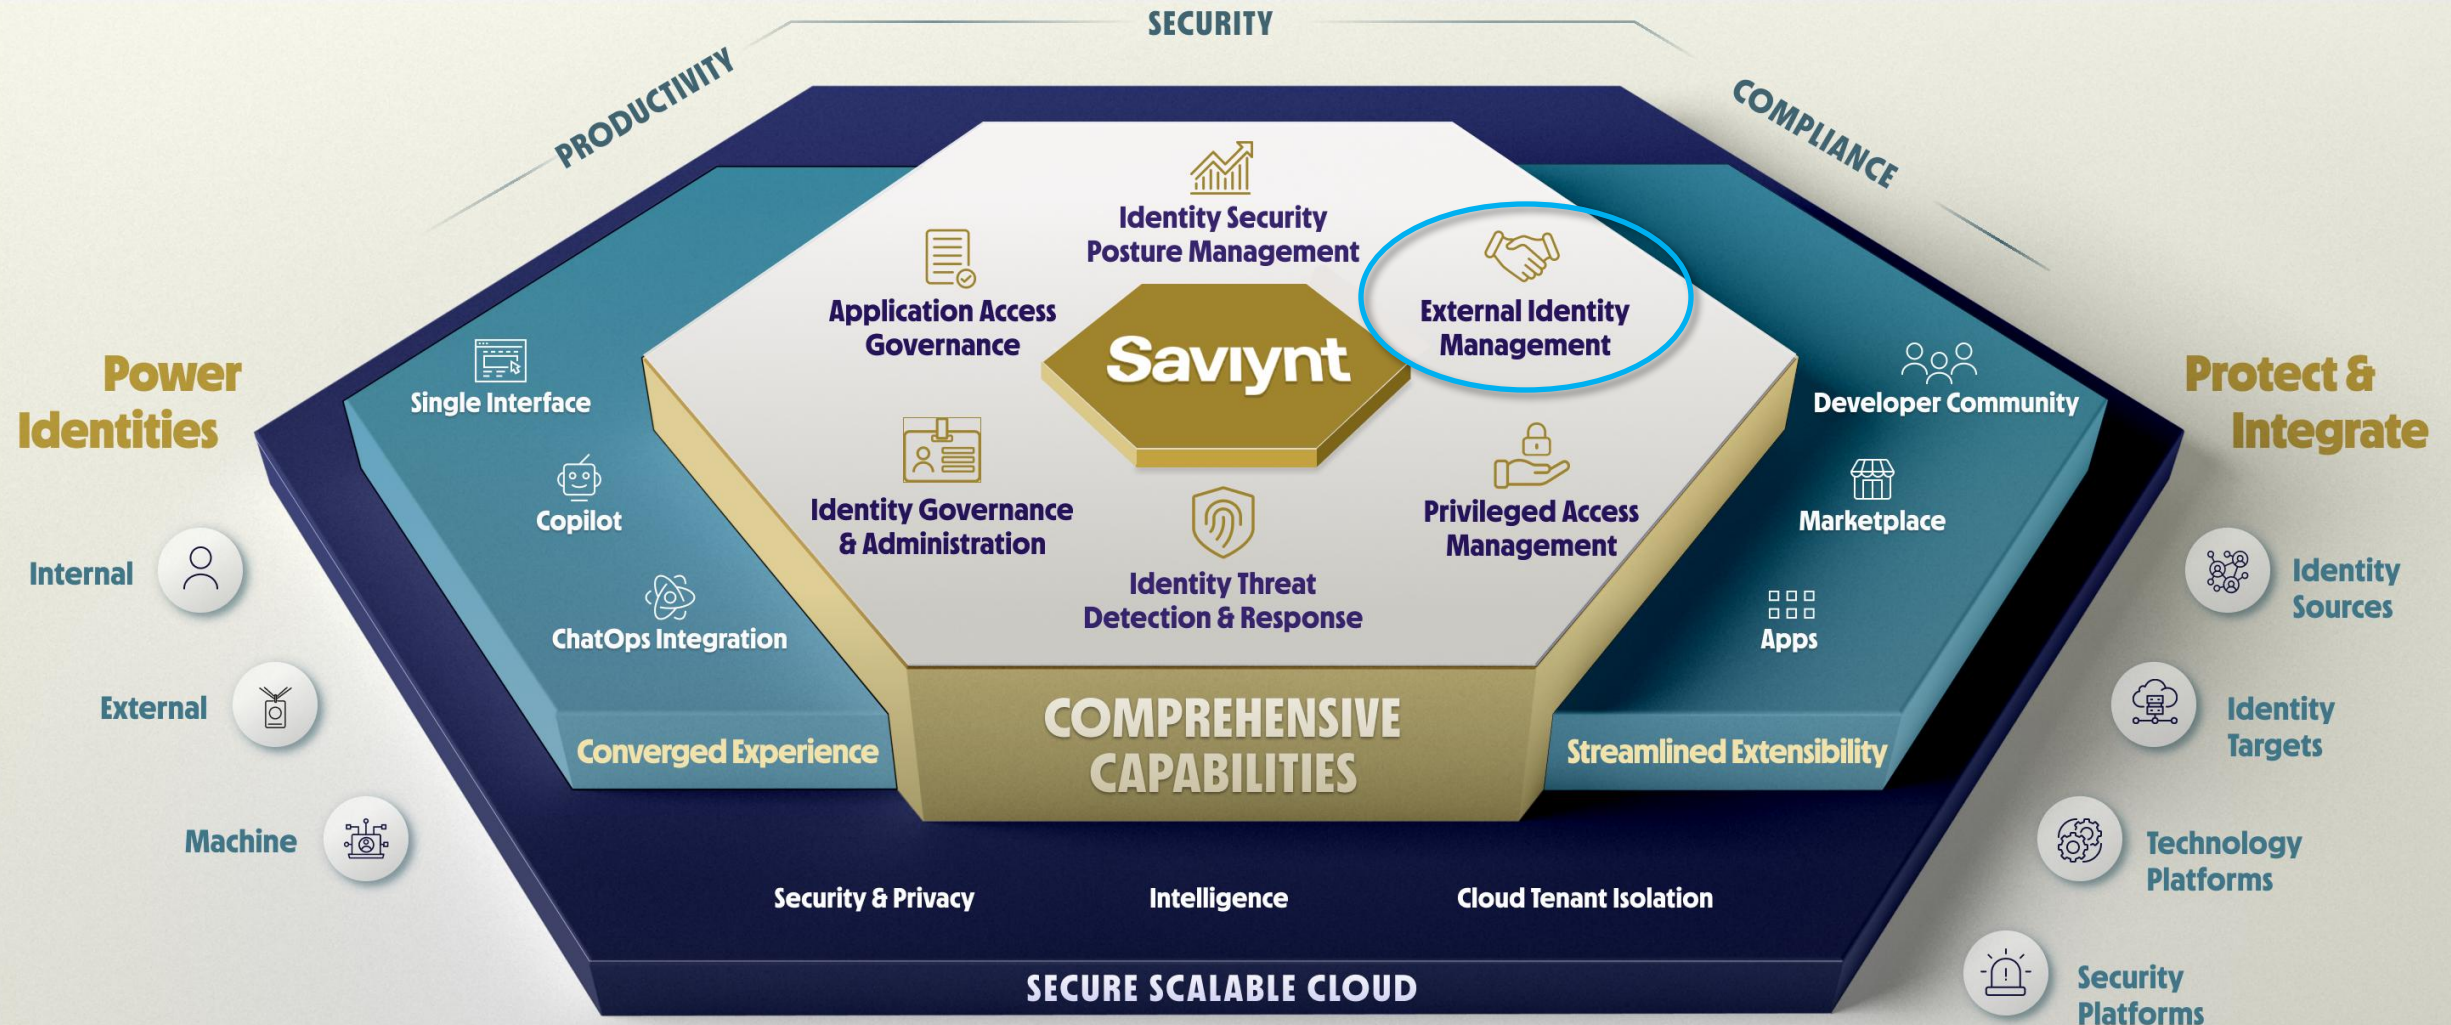 SECURITY
PRODUCTIVITY
COMPLIANCE
Identity Security
Posture Management
Application Access
Governance
External Identity
Management
Saviynt
Identity Governance
& Administration
Privileged Access
Management
Identity Threat
Detection & Response
COMPREHENSIVE
CAPABILITIES
Power
Identities
Internal
External
Machine
Single Interface
Copilot
ChatOps Integration
Converged Experience
Developer Community
Marketplace
Apps
Streamlined Extensibility
Protect &
Integrate
Identity
Sources
Identity
Targets
Technology
Platforms
Security
Platforms
Security & Privacy
Intelligence
Cloud Tenant Isolation
SECURE SCALABLE CLOUD